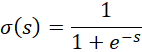 σ(s) = 1 / (1 + e^{-s})